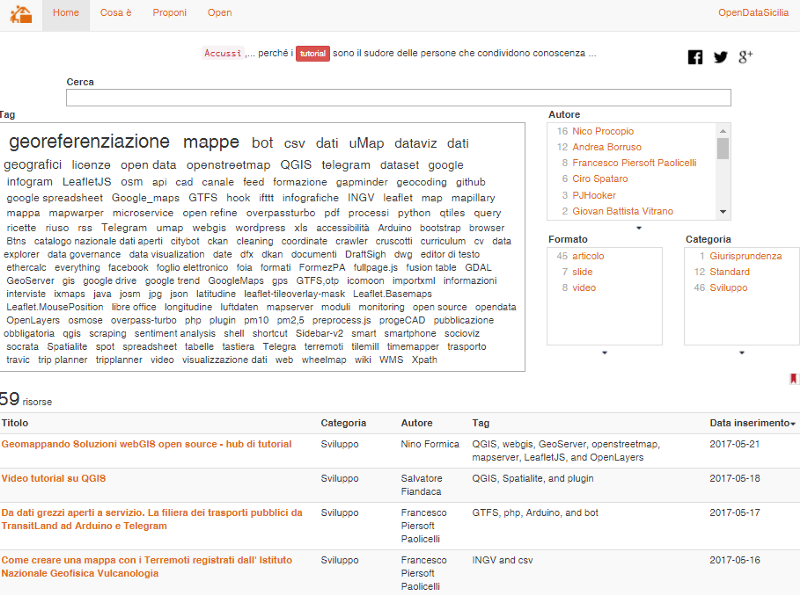 Home Cosa è Proponi Open OpenDataSicilia
Accussì,... perché i tutorial sono il sudore delle persone che condividono conoscenza ...
Cerca
Tag
georeferenziazione mappe bot csv dati uMap dataviz dati
geografici licenze open data openstreetmap QGIS telegram dataset google
infogram LeafletJS osm api cad canale feed formazione gapminder geocoding github
google spreadsheet Google_maps GTFS hook ifttt infografiche INGV leaflet map mapillary
mappa mapwarper microservice open refine overpassturbo pdf processi python qtiles query
ricette riuso rss Telegram umap webgis wordpress xls accessibilità Arduino bootstrap browser
Btns catalogo nazionale dati aperti citybot ckan cleaning coordinate crawler cruscotti curriculum cv data
explorer data governance data visualization date dfx dkan documenti DraftSigh dwg editor di testo
ethercalc everything facebook foglio elettronico foia formati FormezPA fullpage.js fusion table GDAL
GeoServer gis google drive google trend GoogleMaps gps GTFS,otp icomoon importxml informazioni
interviste ixmaps java josm jpg json latitudine leaflet-tileoverlay-mask Leaflet.Basemaps
Leaflet.MousePosition libre office longitudine luftdaten mapserver moduli monitoring open source opendata
OpenLayers osmose overpass-turbo php plugin pm10 pm2,5 preprocess.js progeCAD pubblicazione
obbligatoria qgis scraping sentiment analysis shell shortcut Sidebar-v2 smart smartphone socioviz
socrata Spatialite spot spreadsheet tabelle tastiera Telegra terremoti tilemill timemapper trasporto
travic trip planner tripplanner video visualizzazione dati web wheelmap wiki WMS Xpath
Autore
16 Nico Procopio
12 Andrea Borruso
8 Francesco Piersoft Paolicelli
6 Ciro Spataro
3 PJHooker
2 Giovan Battista Vitrano
Formato
45 articolo
7 slide
8 video
Categoria
1 Giurisprudenza
12 Standard
46 Sviluppo
59 risorse
Titolo Categoria Autore Tag Data inserimento
Geomappando Soluzioni webGIS open source - hub di tutorial Sviluppo Nino Formica QGIS, webgis, GeoServer, openstreetmap, 2017-05-21
mapserver, LeafletJS, and OpenLayers
Video tutorial su QGIS Sviluppo Salvatore QGIS, Spatialite, and plugin 2017-05-18
Fiandaca
Da dati grezzi aperti a servizio. La filiera dei trasporti pubblici da Sviluppo Francesco GTFS, php, Arduino, and bot 2017-05-17
TransitLand ad Arduino e Telegram Piersoft
Paolicelli
Come creare una mappa con i Terremoti registrati dall' Istituto Sviluppo Francesco INGV and csv 2017-05-16
Nazionale Geofisica Vulcanologia Piersoft
Paolicelli